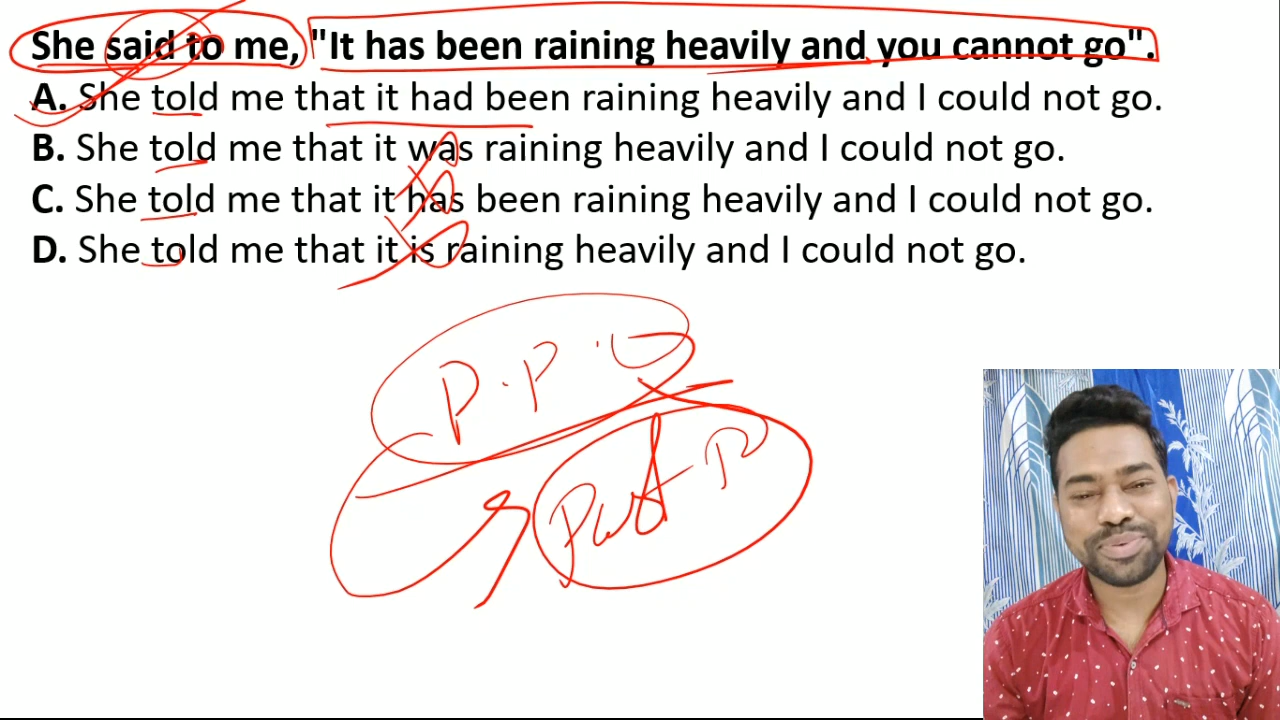 She said to me, "It has been raining heavily and you cannot go".
A. She told me that it had been raining heavily and I could not go.
B. She told me that it was raining heavily and I could not go.
C. She told me that it has been raining heavily and I could not go.
D. She told me that it is raining heavily and I could not go.
P.P.C
Past P